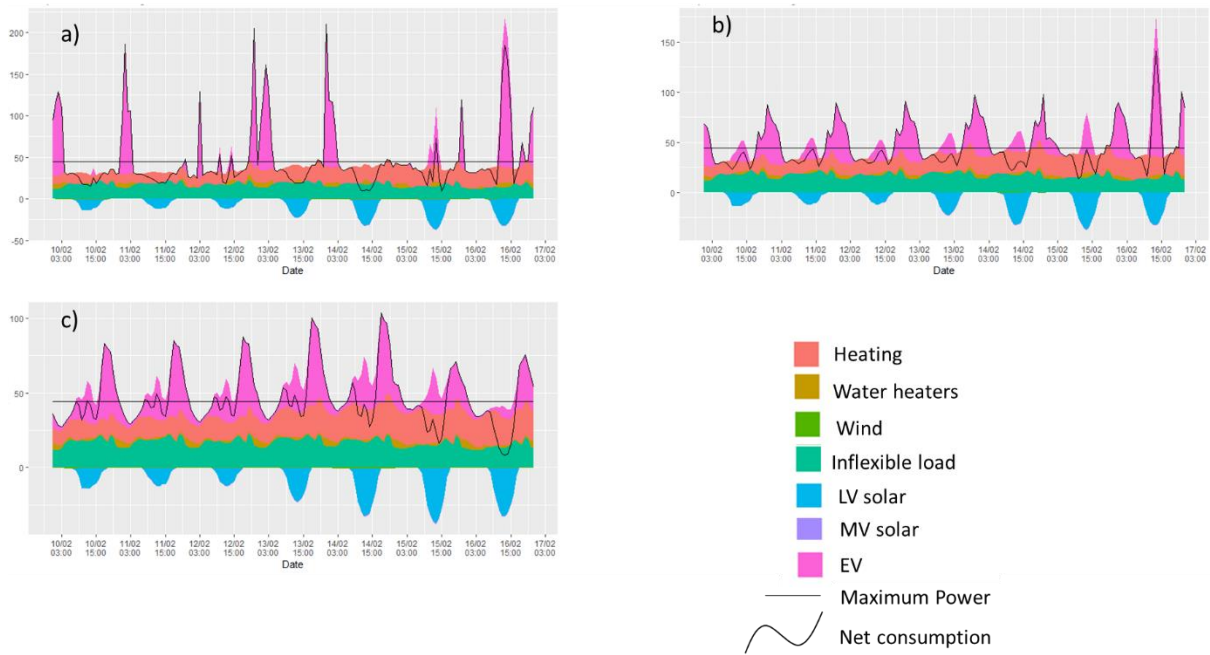 a)
200
150
100
50
0
-50
10/02 10/02 11/02 11/02 12/02 12/02 13/02 13/02 14/02 14/02 15/02 15/02 16/02 16/02 17/02
03:00 15:00 03:00 15:00 03:00 15:00 03:00 15:00 03:00 15:00 03:00 15:00 03:00 15:00 03:00
Date
b)
150
100
50
0
10/02 10/02 11/02 11/02 12/02 12/02 13/02 13/02 14/02 14/02 15/02 15/02 16/02 16/02 17/02
03:00 15:00 03:00 15:00 03:00 15:00 03:00 15:00 03:00 15:00 03:00 15:00 03:00 15:00 03:00
Date
c)
100
50
0
10/02 10/02 11/02 11/02 12/02 12/02 13/02 13/02 14/02 14/02 15/02 15/02 16/02 16/02 17/02
03:00 15:00 03:00 15:00 03:00 15:00 03:00 15:00 03:00 15:00 03:00 15:00 03:00 15:00 03:00
Date
Heating
Water heaters
Wind
Inflexible load
LV solar
MV solar
EV
Maximum Power
Net consumption